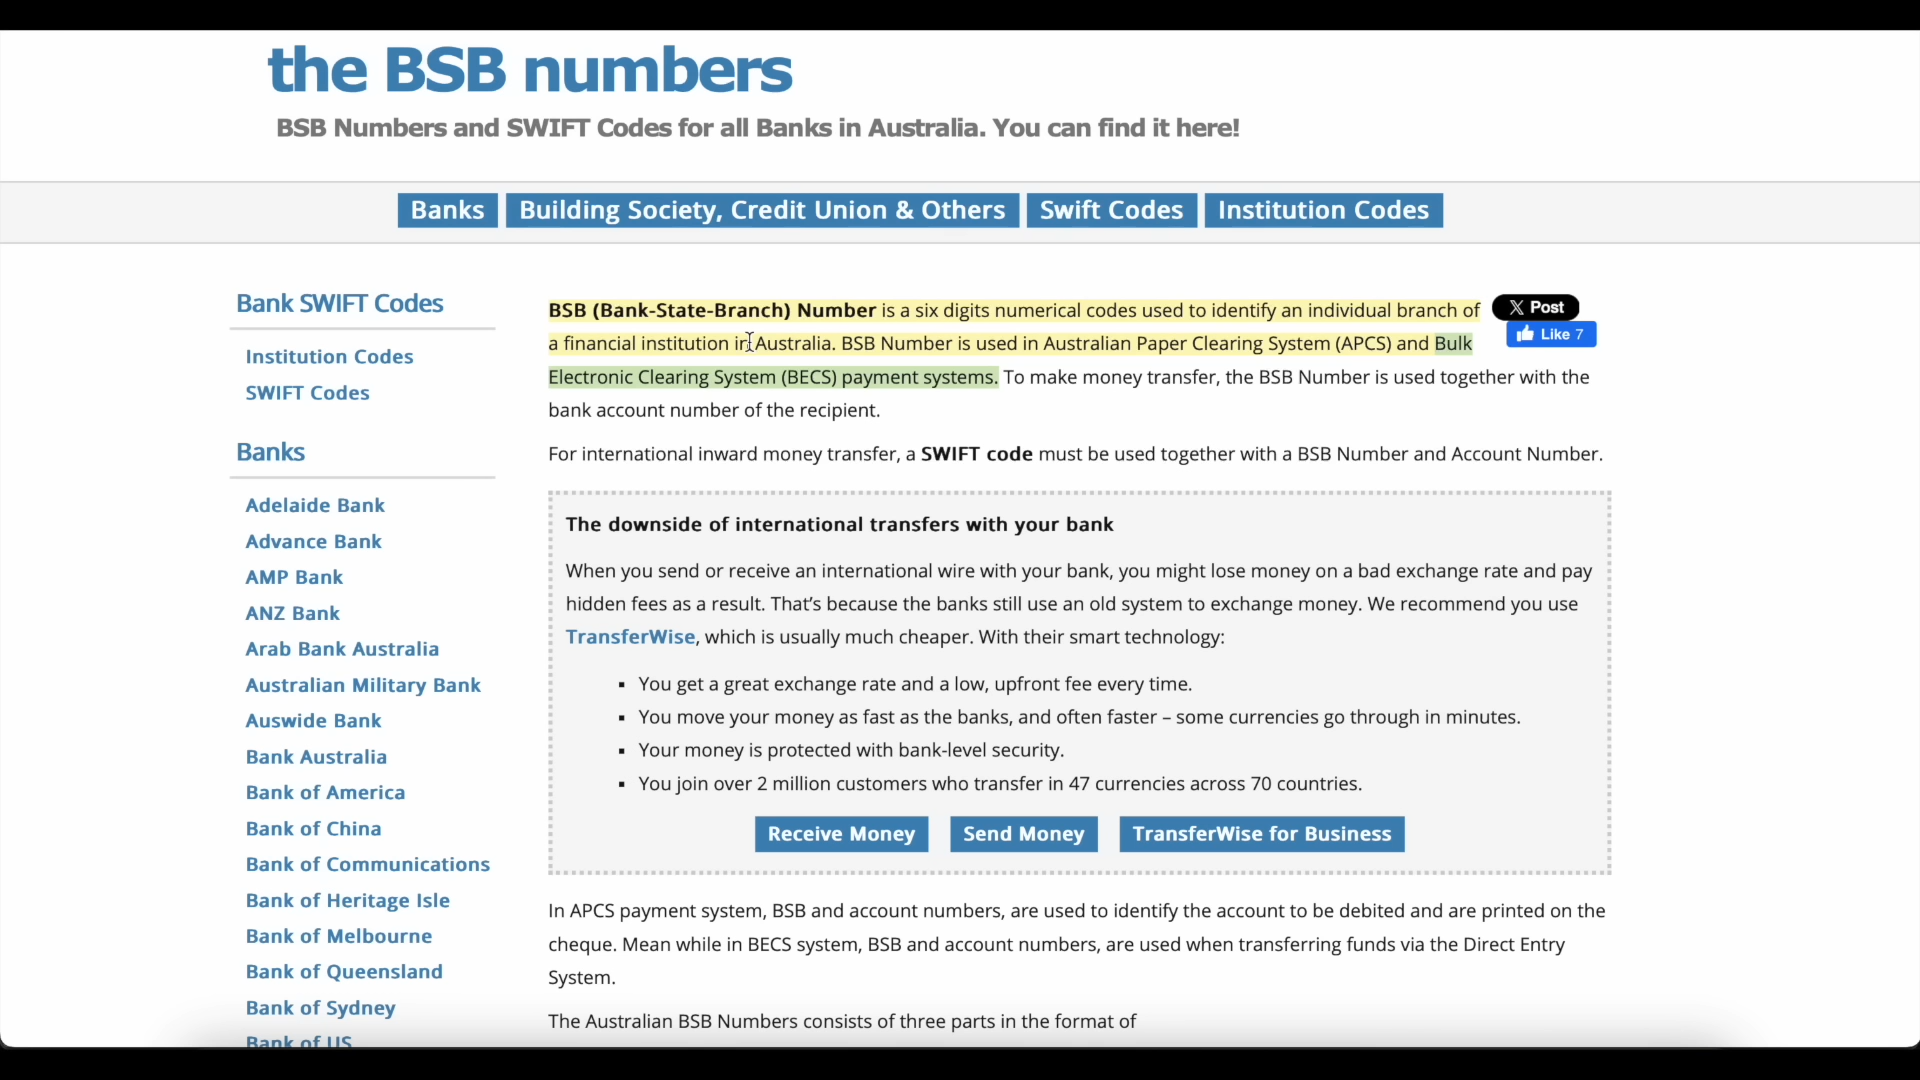 the BSB numbers
BSB Numbers and SWIFT Codes for all Banks in Australia. You can find it here!
Banks
Building Society, Credit Union & Others
Swift Codes
Institution Codes
Bank SWIFT Codes
Institution Codes
SWIFT Codes
Banks
Adelaide Bank
Advance Bank
AMP Bank
ANZ Bank
Arab Bank Australia
Australian Military Bank
Auswide Bank
Bank Australia
Bank of America
Bank of China
Bank of Communications
Bank of Heritage Isle
Bank of Melbourne
Bank of Queensland
Bank of Sydney
Bank of US
BSB (Bank-State-Branch) Number is a six digits numerical codes used to identify an individual branch of
a financial institution in Australia. BSB Number is used in Australian Paper Clearing System (APCS) and Bulk
Electronic Clearing System (BECS) payment systems. To make money transfer, the BSB Number is used together with the
bank account number of the recipient.
X Post
Like 7
For international inward money transfer, a SWIFT code must be used together with a BSB Number and Account Number.
The downside of international transfers with your bank
When you send or receive an international wire with your bank, you might lose money on a bad exchange rate and pay
hidden fees as a result. That’s because the banks still use an old system to exchange money. We recommend you use
TransferWise, which is usually much cheaper. With their smart technology:
▪ You get a great exchange rate and a low, upfront fee every time.
▪ You move your money as fast as the banks, and often faster – some currencies go through in minutes.
▪ Your money is protected with bank-level security.
▪ You join over 2 million customers who transfer in 47 currencies across 70 countries.
Receive Money
Send Money
TransferWise for Business
In APCS payment system, BSB and account numbers, are used to identify the account to be debited and are printed on the
cheque. Mean while in BECS system, BSB and account numbers, are used when transferring funds via the Direct Entry
System.
The Australian BSB Numbers consists of three parts in the format of